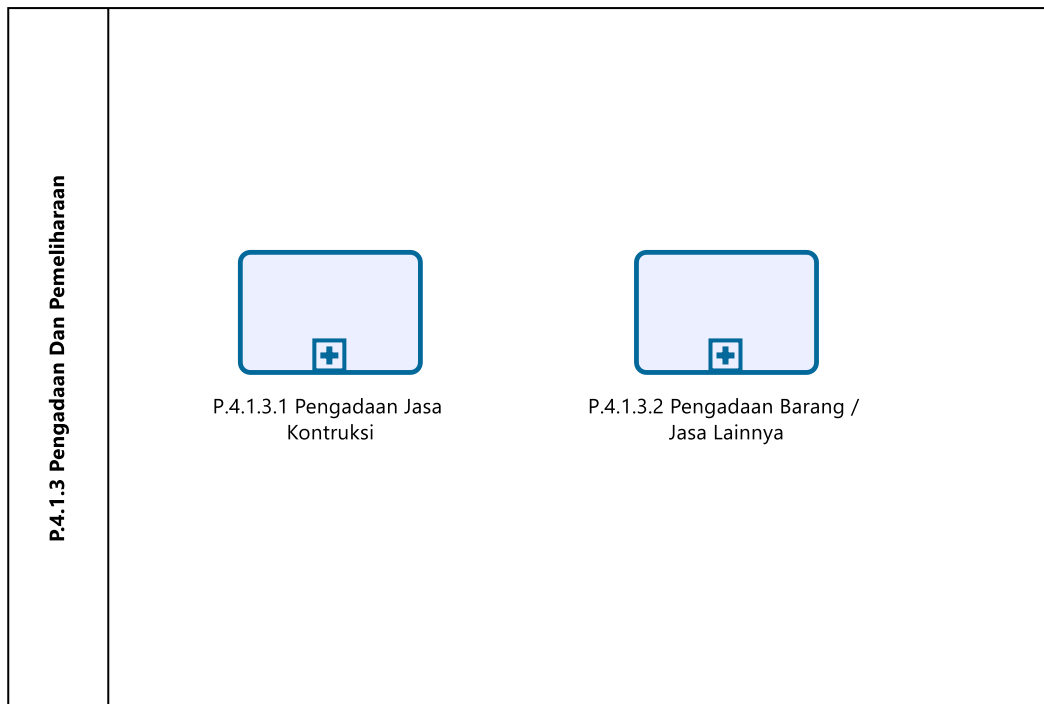 P.4.1.3 Pengadaan Dan Pemeliharaan
P.4.1.3.1 Pengadaan Jasa
Kontruksi
P.4.1.3.2 Pengadaan Barang /
Jasa Lainnya